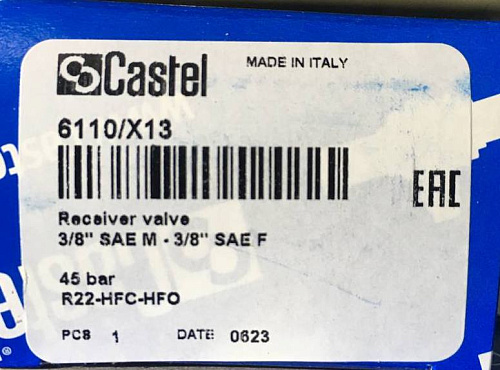 Castel
MADE IN ITALY
6110/X13
EAC
Receiver valve
3/8" SAE M - 3/8" SAE F
45 bar
R22-HFC-HFO
PCS 1 DATE 0623